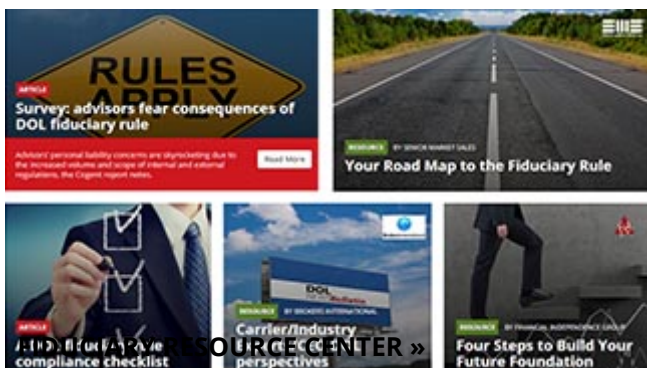 RULES
APPLY
ARTICLE
Survey: advisors fear consequences of
DOL fiduciary rule
Advisors' personal liability concerns are skyrocketing due to
the increased volume and scope of internal and external
regulations, the Cogent report notes.
Read More
RESOURCE BY SENIOR MARKET SALES
Your Road Map to the Fiduciary Rule
ARTICLE
compliance checklist
DOL
RESOURCE BY BROKERS INTERNATIONAL
Carrier/Industry
perspectives
RESOURCE BY FINANCIAL INDEPENDENCE GROUP
Four Steps to Build Your
Future Foundation
RESOURCE CENTER »